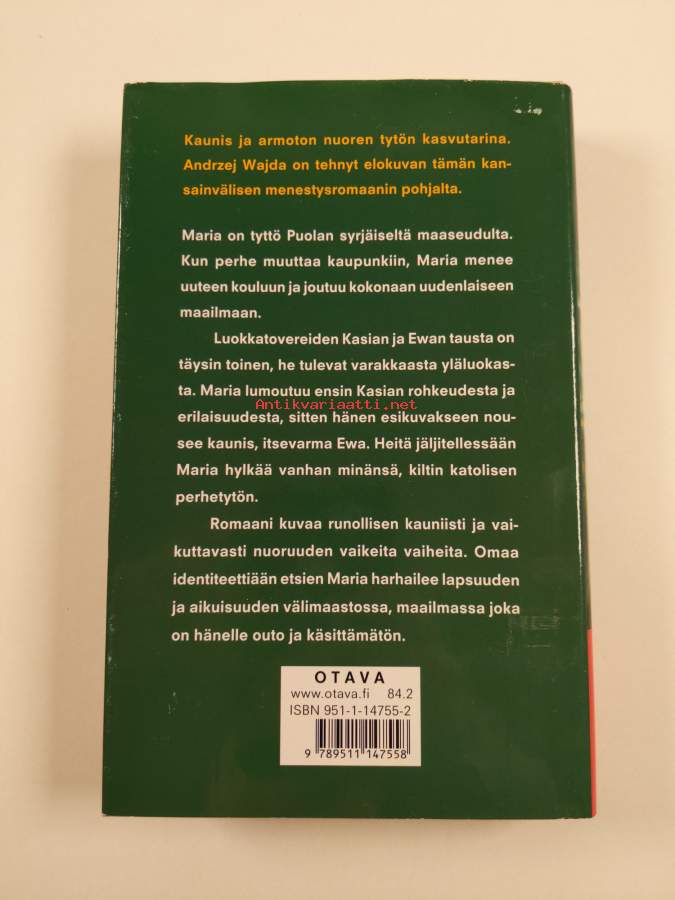 Kaunis ja armoton nuoren tytön kasvutarina.
Andrzej Wajda on tehnyt elokuvan tämän kan-
sainvälisen menestysromaanin pohjalta.
Maria on tyttö Puolan syrjäiseltä maaseudulta.
Kun perhe muuttaa kaupunkiin, Maria menee
uuteen kouluun ja joutuu kokonaan uudenlaiseen
maailmaan.
Luokkatovereiden Kasian ja Ewan tausta on
täysin toinen, he tulevat varakkaasta yläluokas-
ta. Maria lumoutuu ensin Kasian rohkeudesta ja
Antikvariaatti.net
erilaisuudesta, sitten hänen esikuvakseen nou-
see kaunis, itsevarma Ewa. Heitä jäljitellessään
Maria hylkää vanhan minänsä, kiltin katolisen
perhetytön.
Romaani kuvaa runollisen kauniisti ja vai-
kuttavasti nuoruuden vaikeita vaiheita. Omaa
identiteettiään etsien Maria harhailee lapsuuden
ja aikuisuuden välimaastossa, maailmassa joka
on hänelle outo ja käsittämätön.
OTAVA
www.otava.fi 84.2
ISBN 951-1-14755-2
9 789511 147558